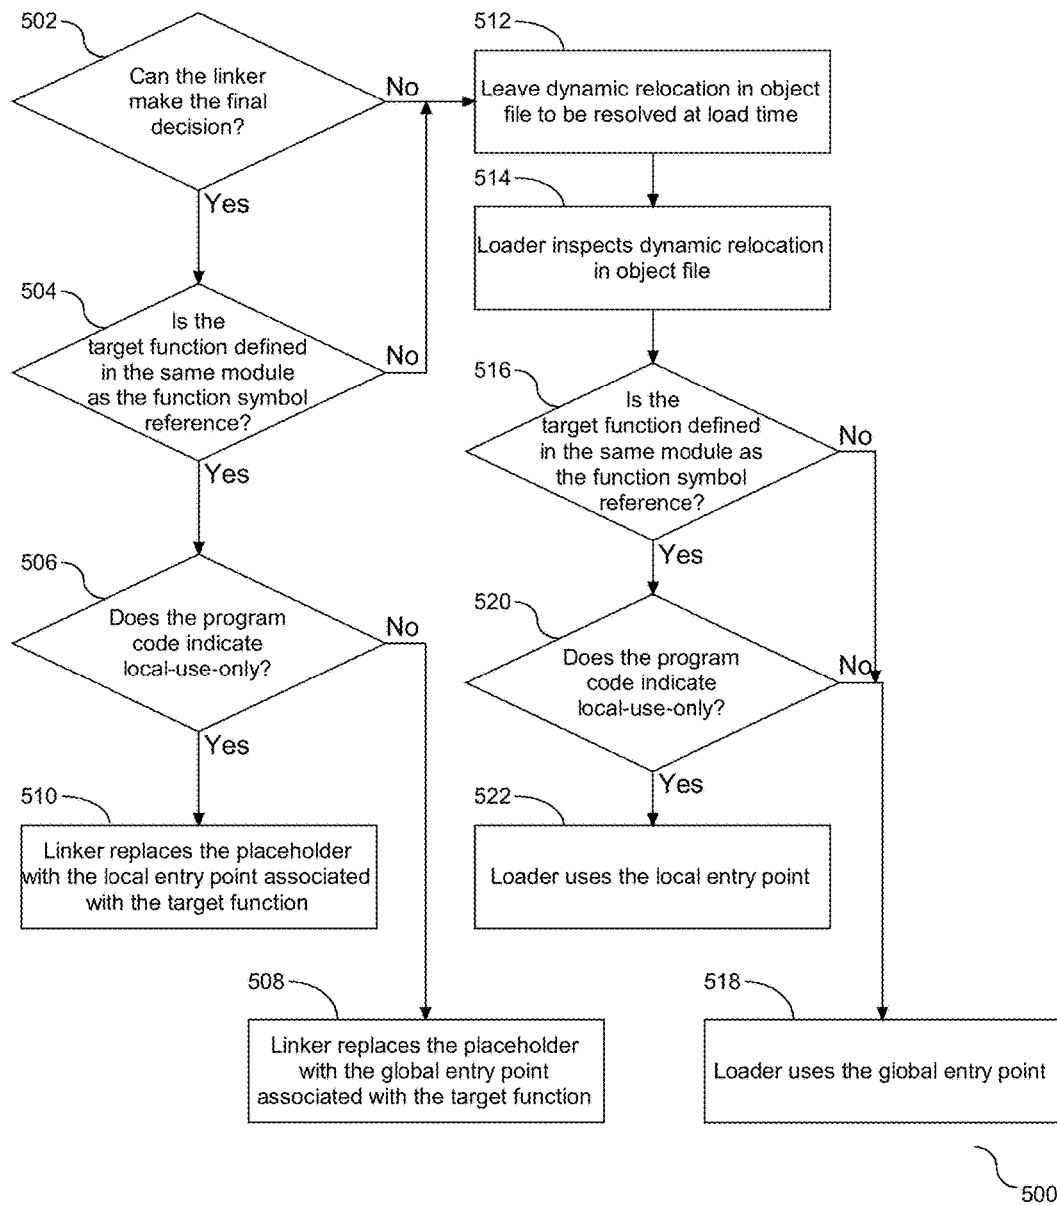 502
Can the linker
make the final
decision?
No
Yes
504
Is the
target function defined
in the same module
as the function symbol
reference?
No
Yes
506
Does the program
code indicate
local-use-only?
No
Yes
510
Linker replaces the placeholder
with the local entry point associated
with the target function
508
Linker replaces the placeholder
with the global entry point
associated with the target function
512
Leave dynamic relocation in object
file to be resolved at load time
514
Loader inspects dynamic relocation
in object file
516
Is the
target function defined
in the same module as
the function symbol
reference?
No
Yes
520
Does the program
code indicate
local-use-only?
No
Yes
522
Loader uses the local entry point
518
Loader uses the global entry point
500